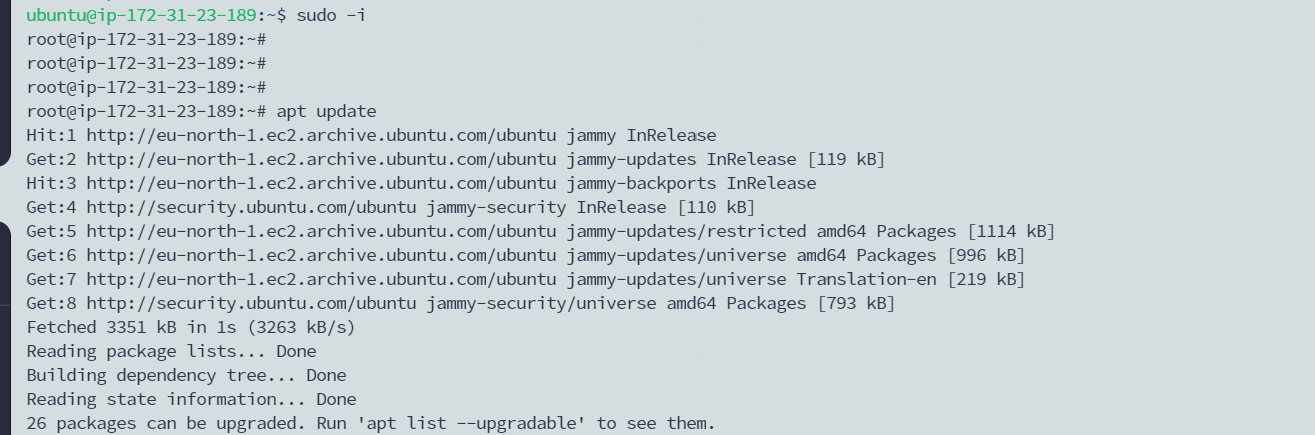 ubuntu@ip-172-31-23-189:~$ sudo -i
root@ip-172-31-23-189:~#
root@ip-172-31-23-189:~#
root@ip-172-31-23-189:~#
root@ip-172-31-23-189:~# apt update
Hit:1 http://eu-north-1.ec2.archive.ubuntu.com/ubuntu jammy InRelease
Get:2 http://eu-north-1.ec2.archive.ubuntu.com/ubuntu jammy-updates InRelease [119 kB]
Hit:3 http://eu-north-1.ec2.archive.ubuntu.com/ubuntu jammy-backports InRelease
Get:4 http://security.ubuntu.com/ubuntu jammy-security InRelease [110 kB]
Get:5 http://eu-north-1.ec2.archive.ubuntu.com/ubuntu jammy-updates/restricted amd64 Packages [1114 kB]
Get:6 http://eu-north-1.ec2.archive.ubuntu.com/ubuntu jammy-updates/universe amd64 Packages [996 kB]
Get:7 http://eu-north-1.ec2.archive.ubuntu.com/ubuntu jammy-updates/universe Translation-en [219 kB]
Get:8 http://security.ubuntu.com/ubuntu jammy-security/universe amd64 Packages [793 kB]
Fetched 3351 kB in 1s (3263 kB/s)
Reading package lists... Done
Building dependency tree... Done
Reading state information... Done
26 packages can be upgraded. Run 'apt list --upgradable' to see them.